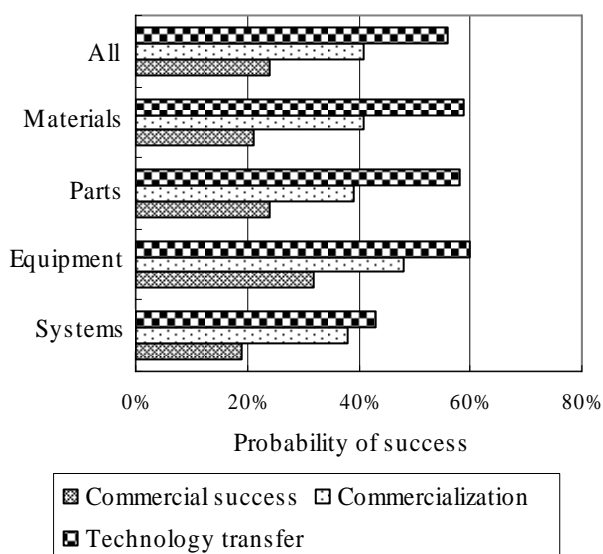 All
Materials
Parts
Equipment
Systems
0% 20% 40% 60% 80%
Probability of success
Commercial success Commercialization
Technology transfer